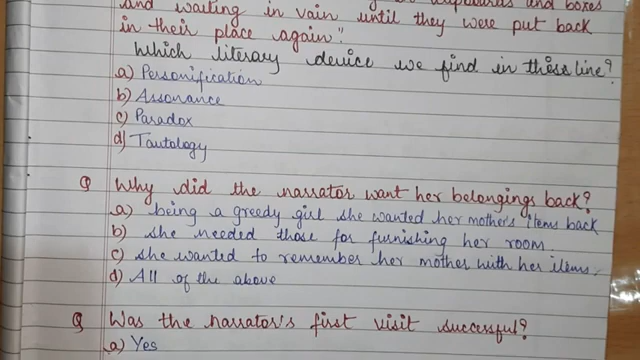 and waiting in vain until they were put back
in their place again".
Which literary device we find in these line?
a) Personification
b) Assonance
c) Paradox
d) Tautology
Q Why did the narrator want her belongings back?
a) being a greedy girl she wanted her mother's items back
b) she needed those for furnishing her room.
c) she wanted to remember her mother with her items.
d) All of the above
Q Was the narrator's first visit successful?
a) Yes